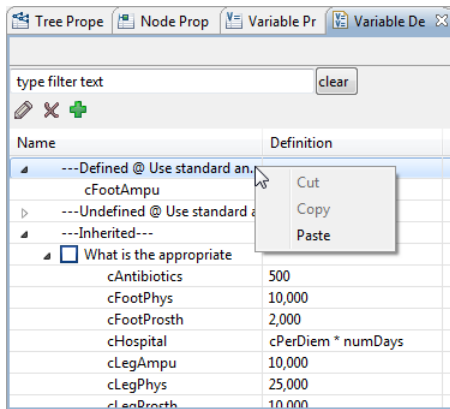 Tree Prope Node Prop Variable Pr Variable De
type filter text clear
Name Definition
---Defined @ Use standard an...
Cut
cFootAmpu
Copy
---Undefined @ Use standard a
---Inherited---
Paste
What is the appropriate
cAntibiotics 500
cFootPhys 10,000
cFootProsth 2,000
cHospital cPerDiem * numDays
cLegAmpu 10,000
cLegPhys 25,000
cLegProsth 10,000